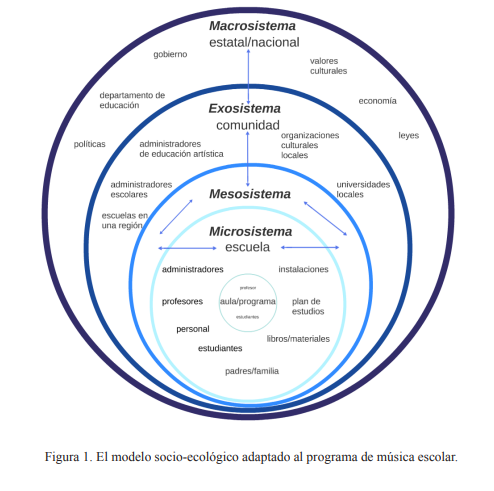 Macrosistema
estatal/nacional
gobierno
valores
culturales
departamento de
educación
economía
leyes
políticas
Exosistema
comunidad
administradores
de educación artística
organizaciones
culturales
locales
administradores
escolares
universidades
locales
escuelas en
una región
Mesosistema
Microsistema
escuela
administradores
instalaciones
profesor
profesores
aula/programa
plan de
estudios
estudiantes
personal
libros/materiales
estudiantes
padres/familia
Figura 1. El modelo socio-ecológico adaptado al programa de música escolar.